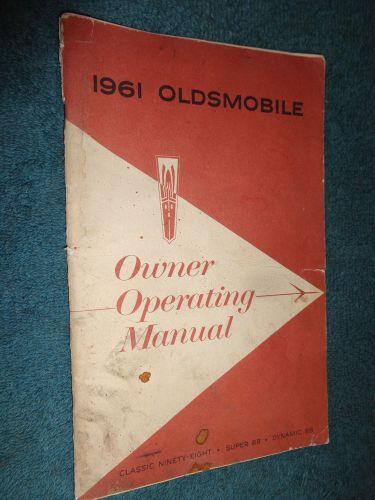 1961 OLDSMOBILE
Owner
Operating
Manual
CLASSIC NINETY-EIGHT • SUPER 88 • DYNAMIC 88